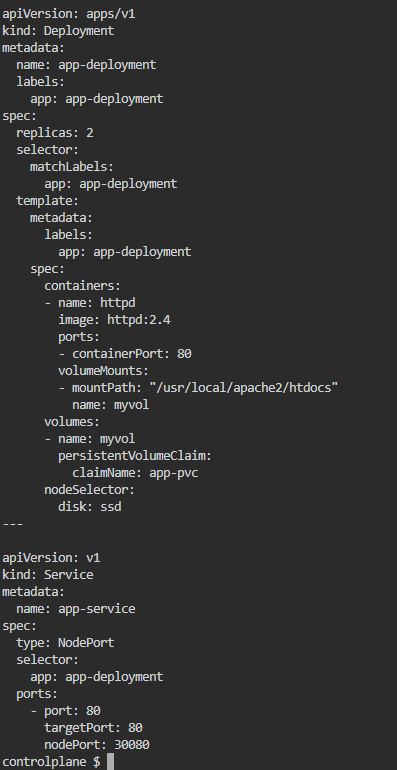 apiVersion: apps/v1
kind: Deployment
metadata:
  name: app-deployment
  labels:
    app: app-deployment
spec:
  replicas: 2
  selector:
    matchLabels:
      app: app-deployment
  template:
    metadata:
      labels:
        app: app-deployment
    spec:
      containers:
      - name: httpd
        image: httpd:2.4
        ports:
        - containerPort: 80
        volumeMounts:
        - mountPath: "/usr/local/apache2/htdocs"
          name: myvol
      volumes:
      - name: myvol
        persistentVolumeClaim:
          claimName: app-pvc
      nodeSelector:
        disk: ssd
---

apiVersion: v1
kind: Service
metadata:
  name: app-service
spec:
  type: NodePort
  selector:
    app: app-deployment
  ports:
    - port: 80
      targetPort: 80
      nodePort: 30080
controlplane $